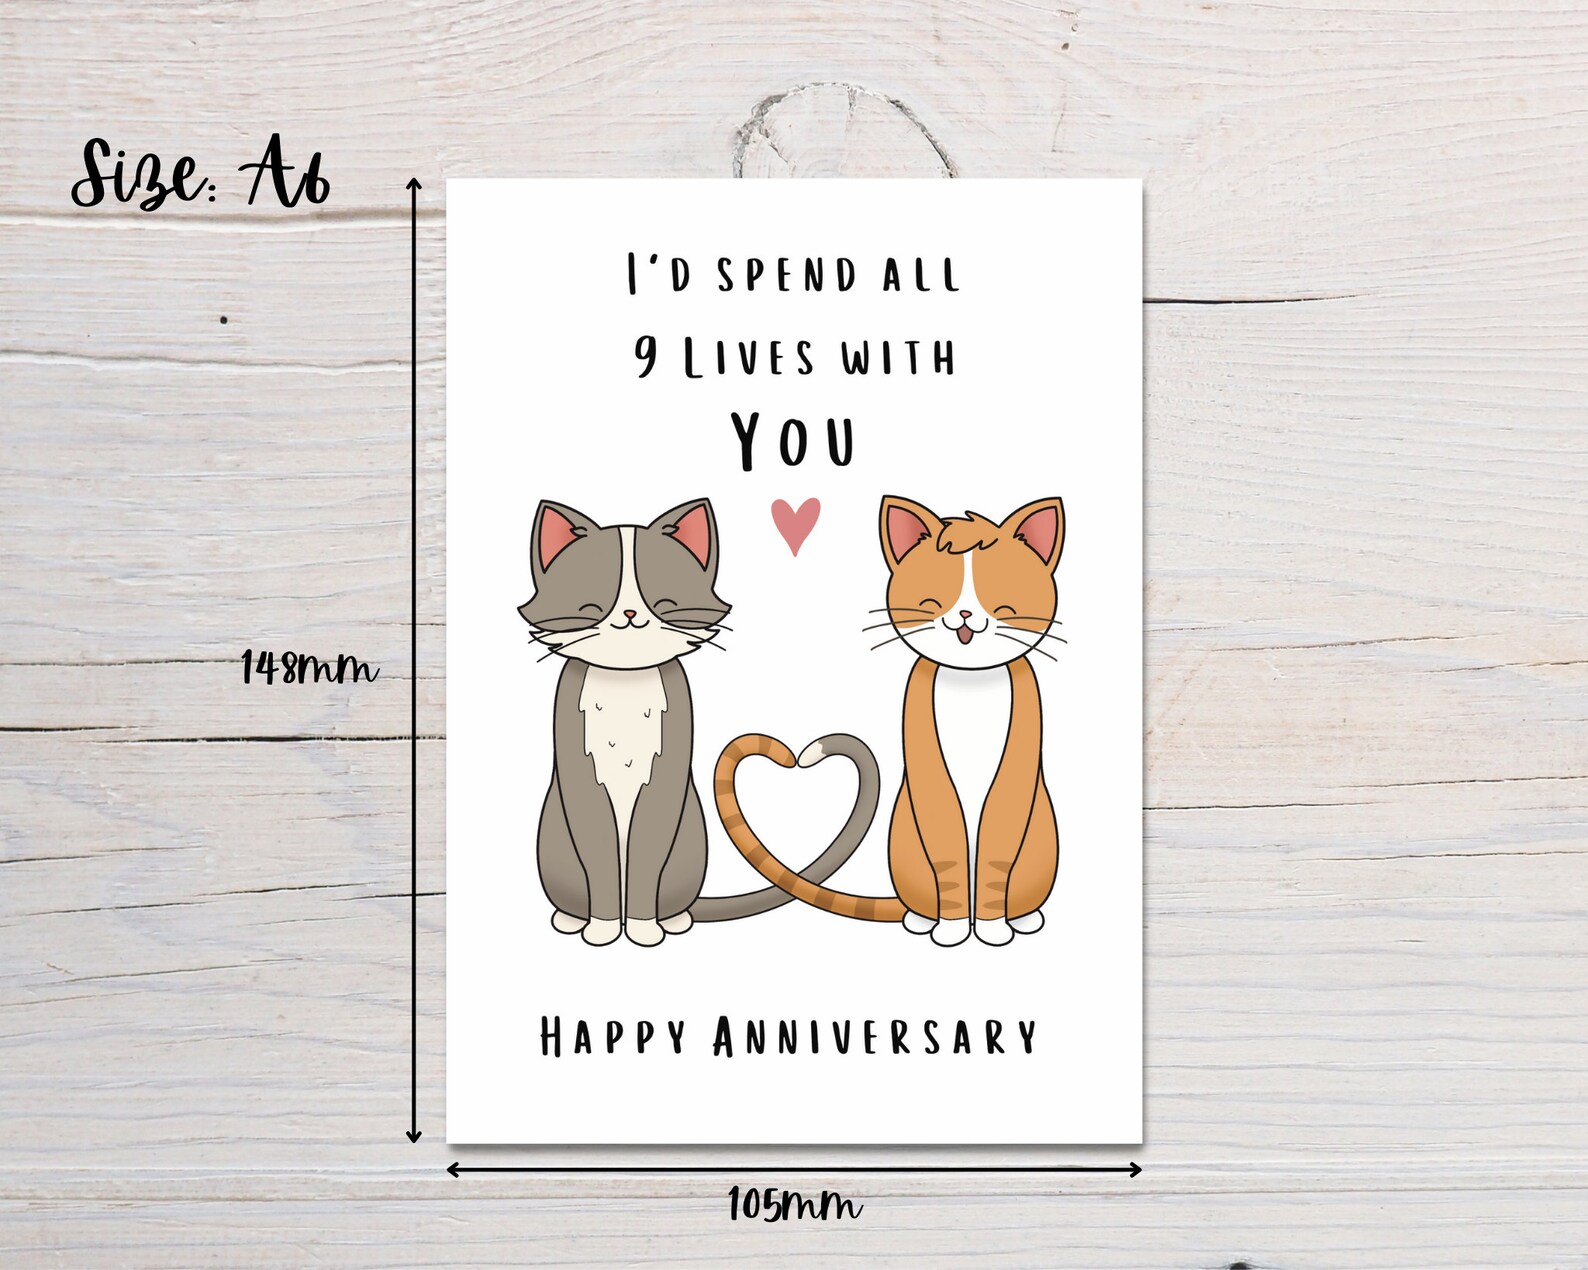 Size: A6
I'D SPEND ALL
9 LIVES WITH
YOU
148mm
HAPPY ANNIVERSARY
105mm